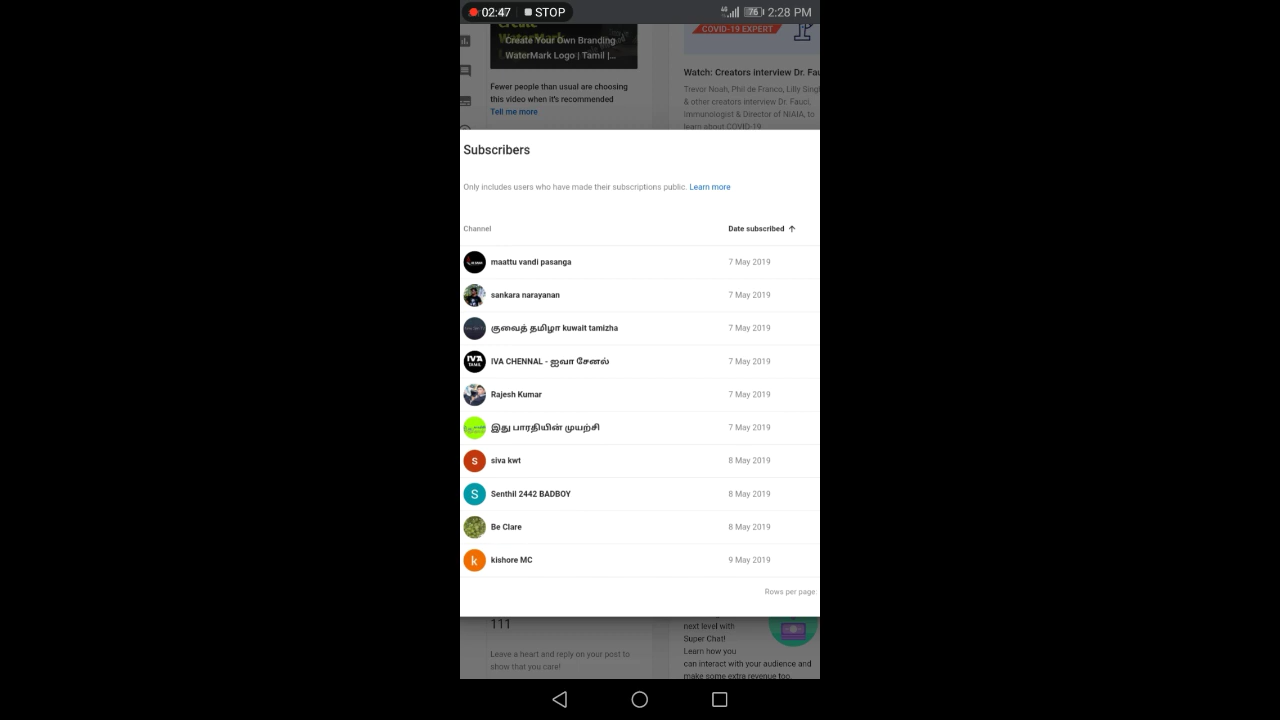 02:47 STOP 4G 76 2:28 PM
Create
WaterMark
Create Your Own Branding
WaterMark Logo | Tamil |...
Fewer people than usual are choosing
this video when it's recommended
Tell me more
COVID-19 EXPERT
Watch: Creators interview Dr. Fau
Trevor Noah, Phil de Franco, Lilly Singh
& other creators interview Dr. Fauci,
Immunologist & Director of NIAIA, to
learn about COVID-19
Subscribers
Only includes users who have made their subscriptions public. Learn more
Channel Date subscribed
maattu vandi pasanga 7 May 2019
sankara narayanan 7 May 2019
குவைத் தமிழா kuwait tamizha 7 May 2019
IVA TAMIL IVA CHENNAL - ஐவா சேனல் 7 May 2019
Rajesh Kumar 7 May 2019
இது பாரதியின் முயற்சி 7 May 2019
s siva kwt 8 May 2019
S Senthil 2442 BADBOY 8 May 2019
Be Clare 8 May 2019
k kishore MC 9 May 2019
Rows per page
111
Leave a heart and reply on your post to
show that you care!
next level with
Super Chat!
Learn how you
can interact with your audience and
make some extra revenue too.